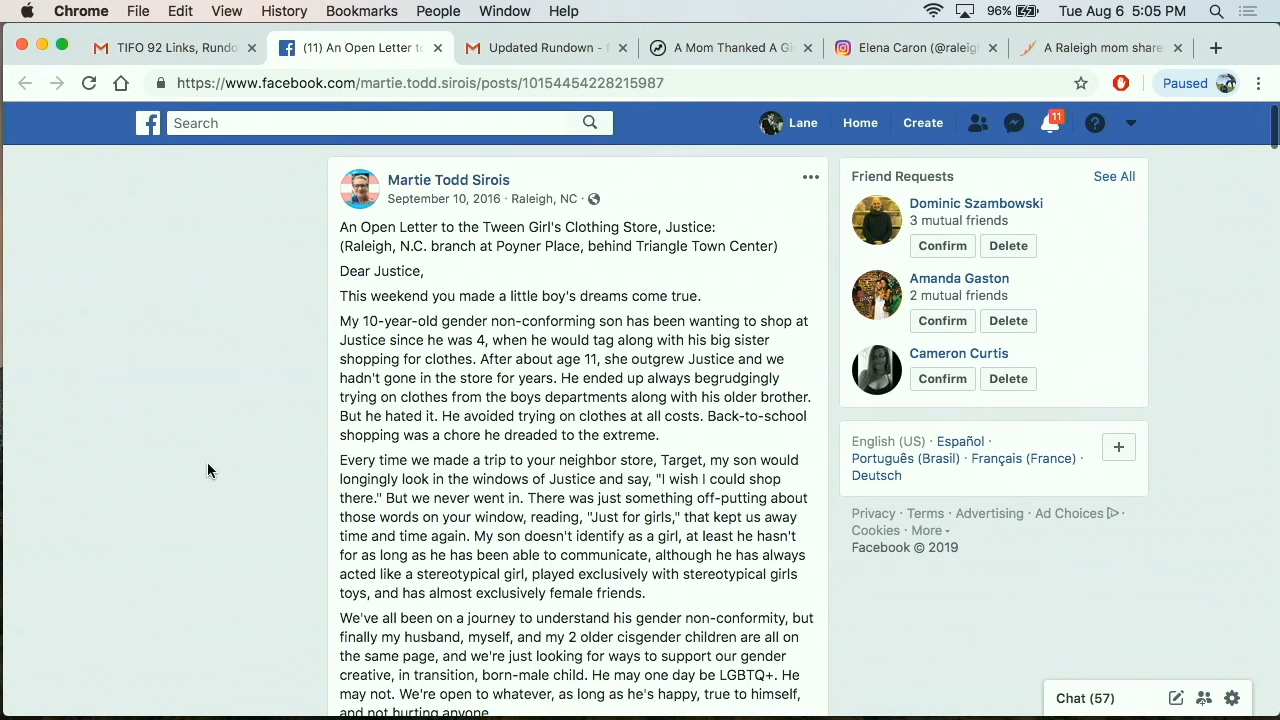 Chrome File Edit View History Bookmarks People Window Help 96% Tue Aug 6 5:05 PM
TIFO 92 Links, Rundo (11) An Open Letter to Updated Rundown - A Mom Thanked A Gi Elena Caron (@raleig A Raleigh mom share
https://www.facebook.com/martie.todd.sirois/posts/10154454228215987 Paused
Search Lane Home Create 11
Martie Todd Sirois
September 10, 2016 · Raleigh, NC ·
An Open Letter to the Tween Girl's Clothing Store, Justice:
(Raleigh, N.C. branch at Poyner Place, behind Triangle Town Center)
Dear Justice,
This weekend you made a little boy's dreams come true.
My 10-year-old gender non-conforming son has been wanting to shop at
Justice since he was 4, when he would tag along with his big sister
shopping for clothes. After about age 11, she outgrew Justice and we
hadn't gone in the store for years. He ended up always begrudgingly
trying on clothes from the boys departments along with his older brother.
But he hated it. He avoided trying on clothes at all costs. Back-to-school
shopping was a chore he dreaded to the extreme.
Every time we made a trip to your neighbor store, Target, my son would
longingly look in the windows of Justice and say, "I wish I could shop
there." But we never went in. There was just something off-putting about
those words on your window, reading, "Just for girls," that kept us away
time and time again. My son doesn't identify as a girl, at least he hasn't
for as long as he has been able to communicate, although he has always
acted like a stereotypical girl, played exclusively with stereotypical girls
toys, and has almost exclusively female friends.
We've all been on a journey to understand his gender non-conformity, but
finally my husband, myself, and my 2 older cisgender children are all on
the same page, and we're just looking for ways to support our gender
creative, in transition, born-male child. He may one day be LGBTQ+. He
may not. We're open to whatever, as long as he's happy, true to himself,
and not hurting anyone
Friend Requests See All
Dominic Szambowski
3 mutual friends
Confirm Delete
Amanda Gaston
2 mutual friends
Confirm Delete
Cameron Curtis
Confirm Delete
English (US) · Español ·
Português (Brasil) · Français (France) ·
Deutsch
Privacy · Terms · Advertising · Ad Choices ·
Cookies · More
Facebook © 2019
Chat (57)